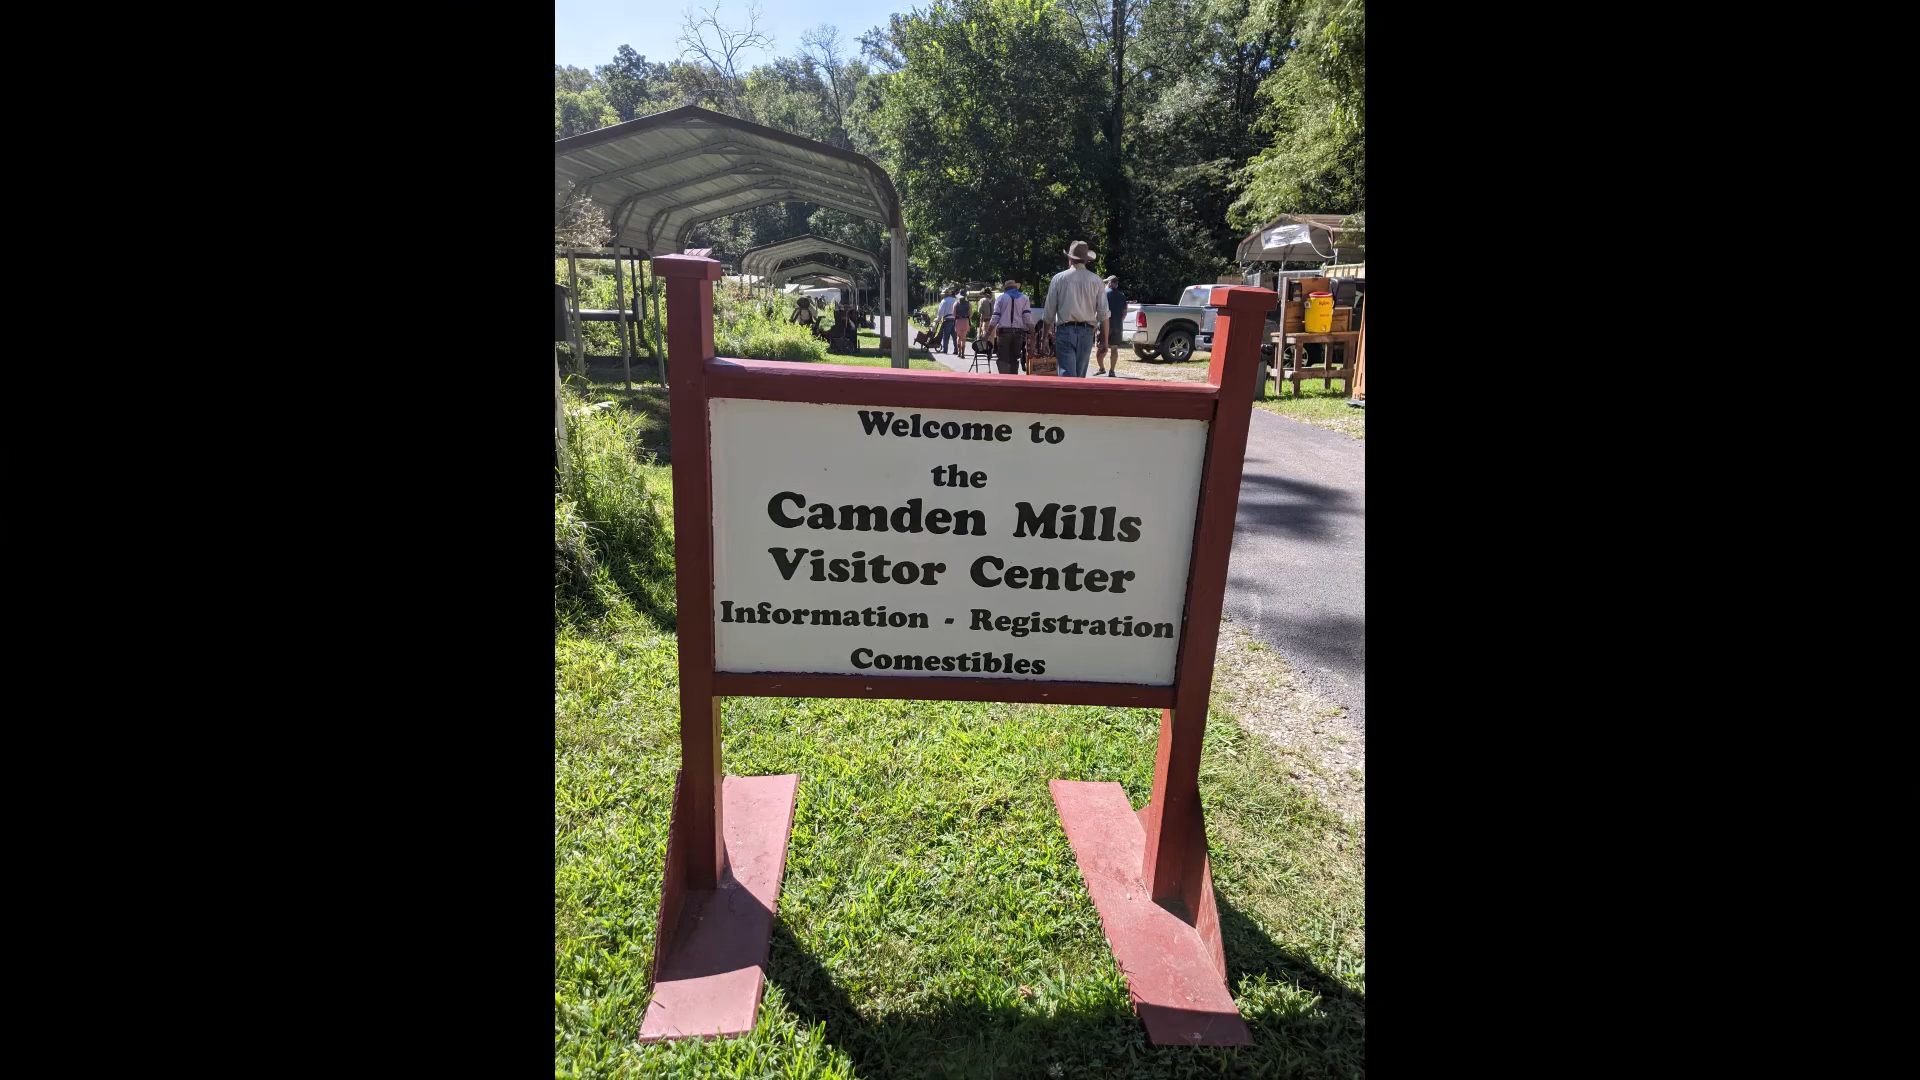 Welcome to
the
Camden Mills
Visitor Center
Information - Registration
Comestibles